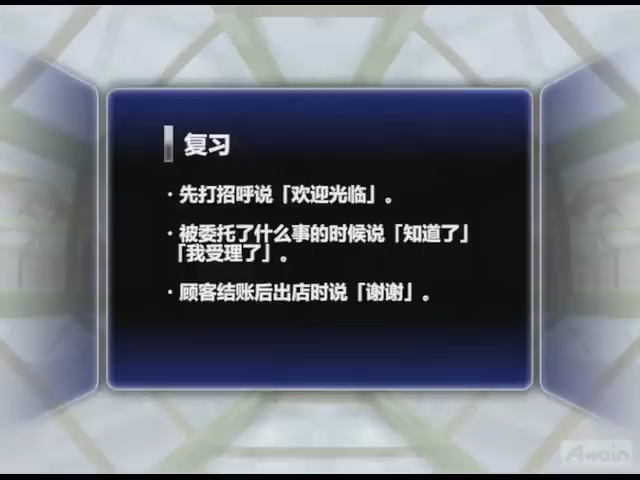 复习
・先打招呼说「欢迎光临」。
・被委托了什么事的时候说「知道了」
「我受理了」。
・顾客结账后出店时说「谢谢」。